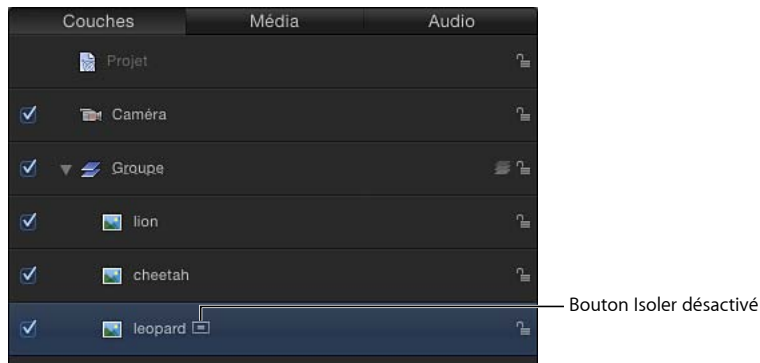 Couches Média Audio
Projet
Caméra
Groupe
lion
cheetah
leopard
Bouton Isoler désactivé